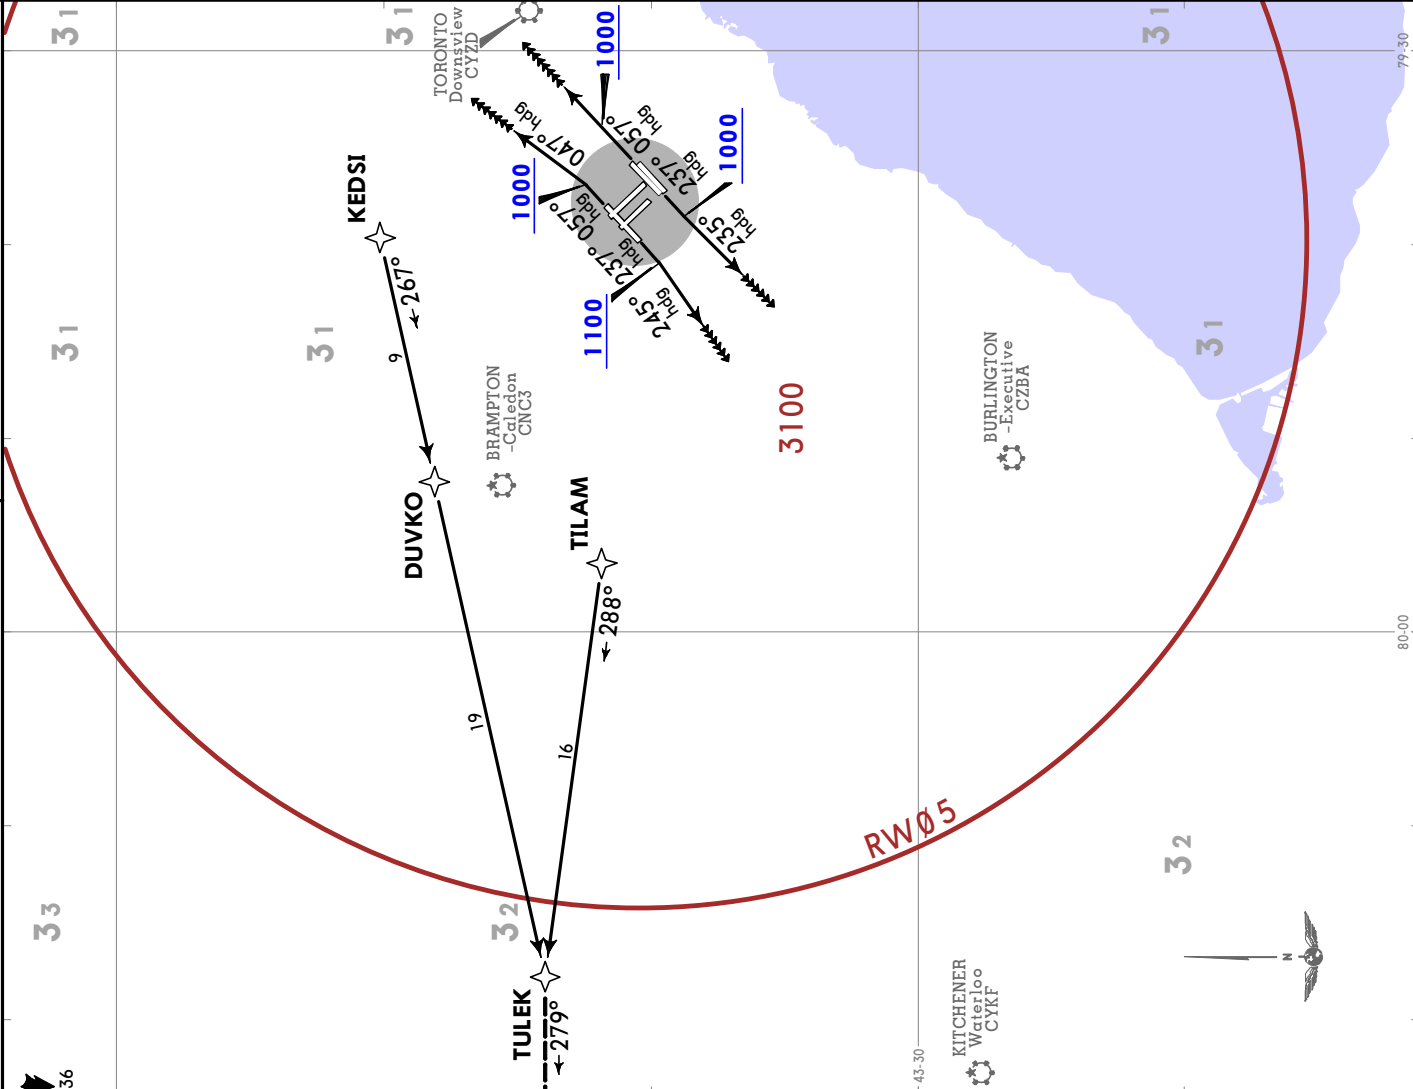 31
31
31
TORONTO
Downsview
CYZD
1000
79-30
hdg
047°
057°
hdg
1000
hdg
237°
1000
057°
hdg
235°
hdg
237°
hdg
1100
245°
hdg
KEDSI
267°
9
31
31
31
BRAMPTON
-Caledon
CNC3
3100
BURLINGTON
-Executive
CZBA
DUVKO
TILAM
288°
80-00
19
16
RWØ5
33
32
32
TULEK
279°
KITCHENER
Waterloo
CYKF
N
43-30
36